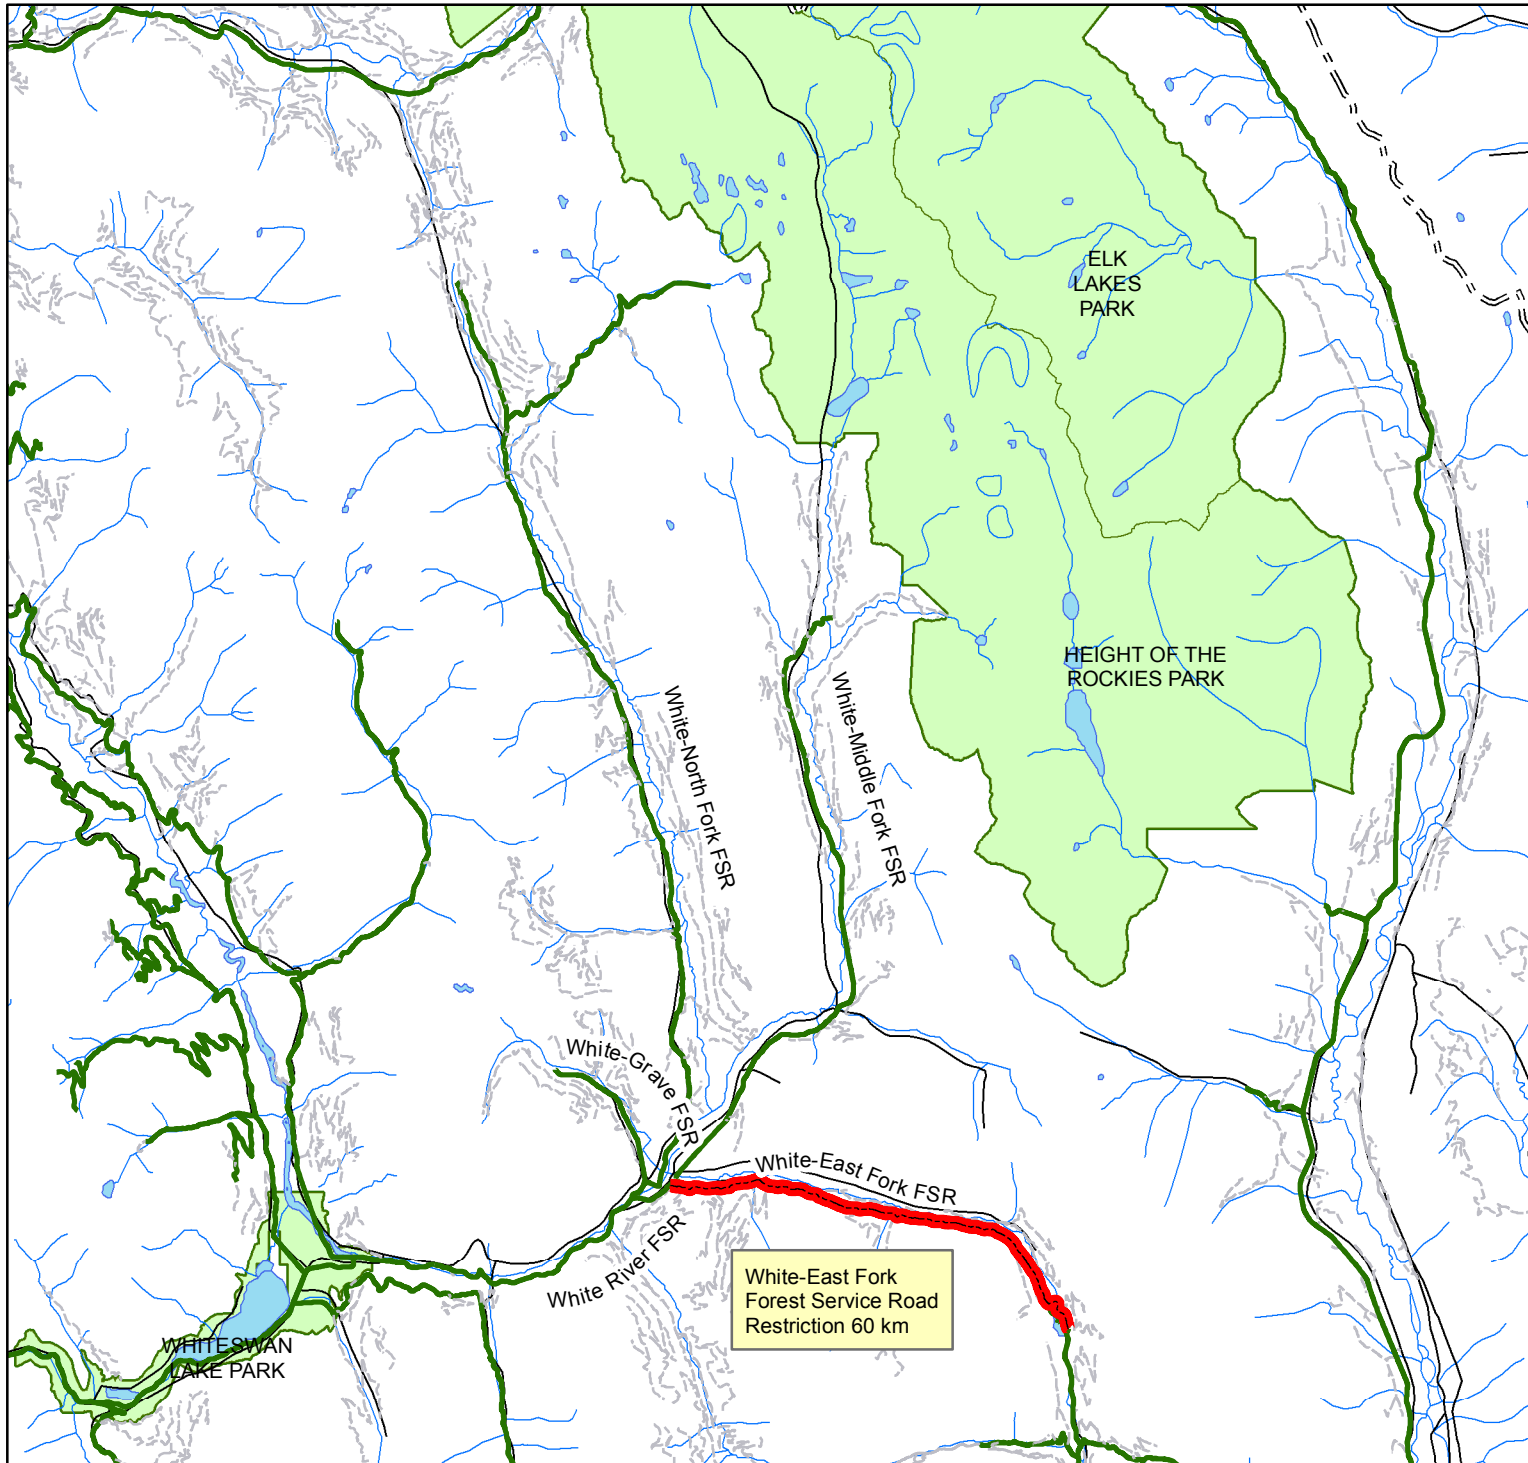 ELK
LAKES
PARK
HEIGHT OF THE
ROCKIES PARK
White-North Fork FSR
White-Middle Fork FSR
White-Grave FSR
White-East Fork FSR
White River FSR
White-East Fork
Forest Service Road
Restriction 60 km
WHITESWAN
LAKE PARK